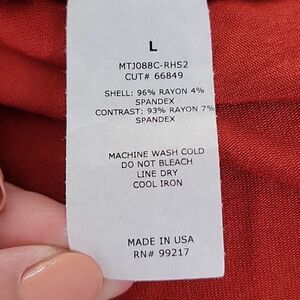 L
MTJ088C-RHS2
CUT# 66849
SHELL: 96% RAYON 4%
SPANDEX
CONTRAST: 93% RAYON 7%
SPANDEX
MACHINE WASH COLD
DO NOT BLEACH
LINE DRY
COOL IRON
MADE IN USA
RN# 99217